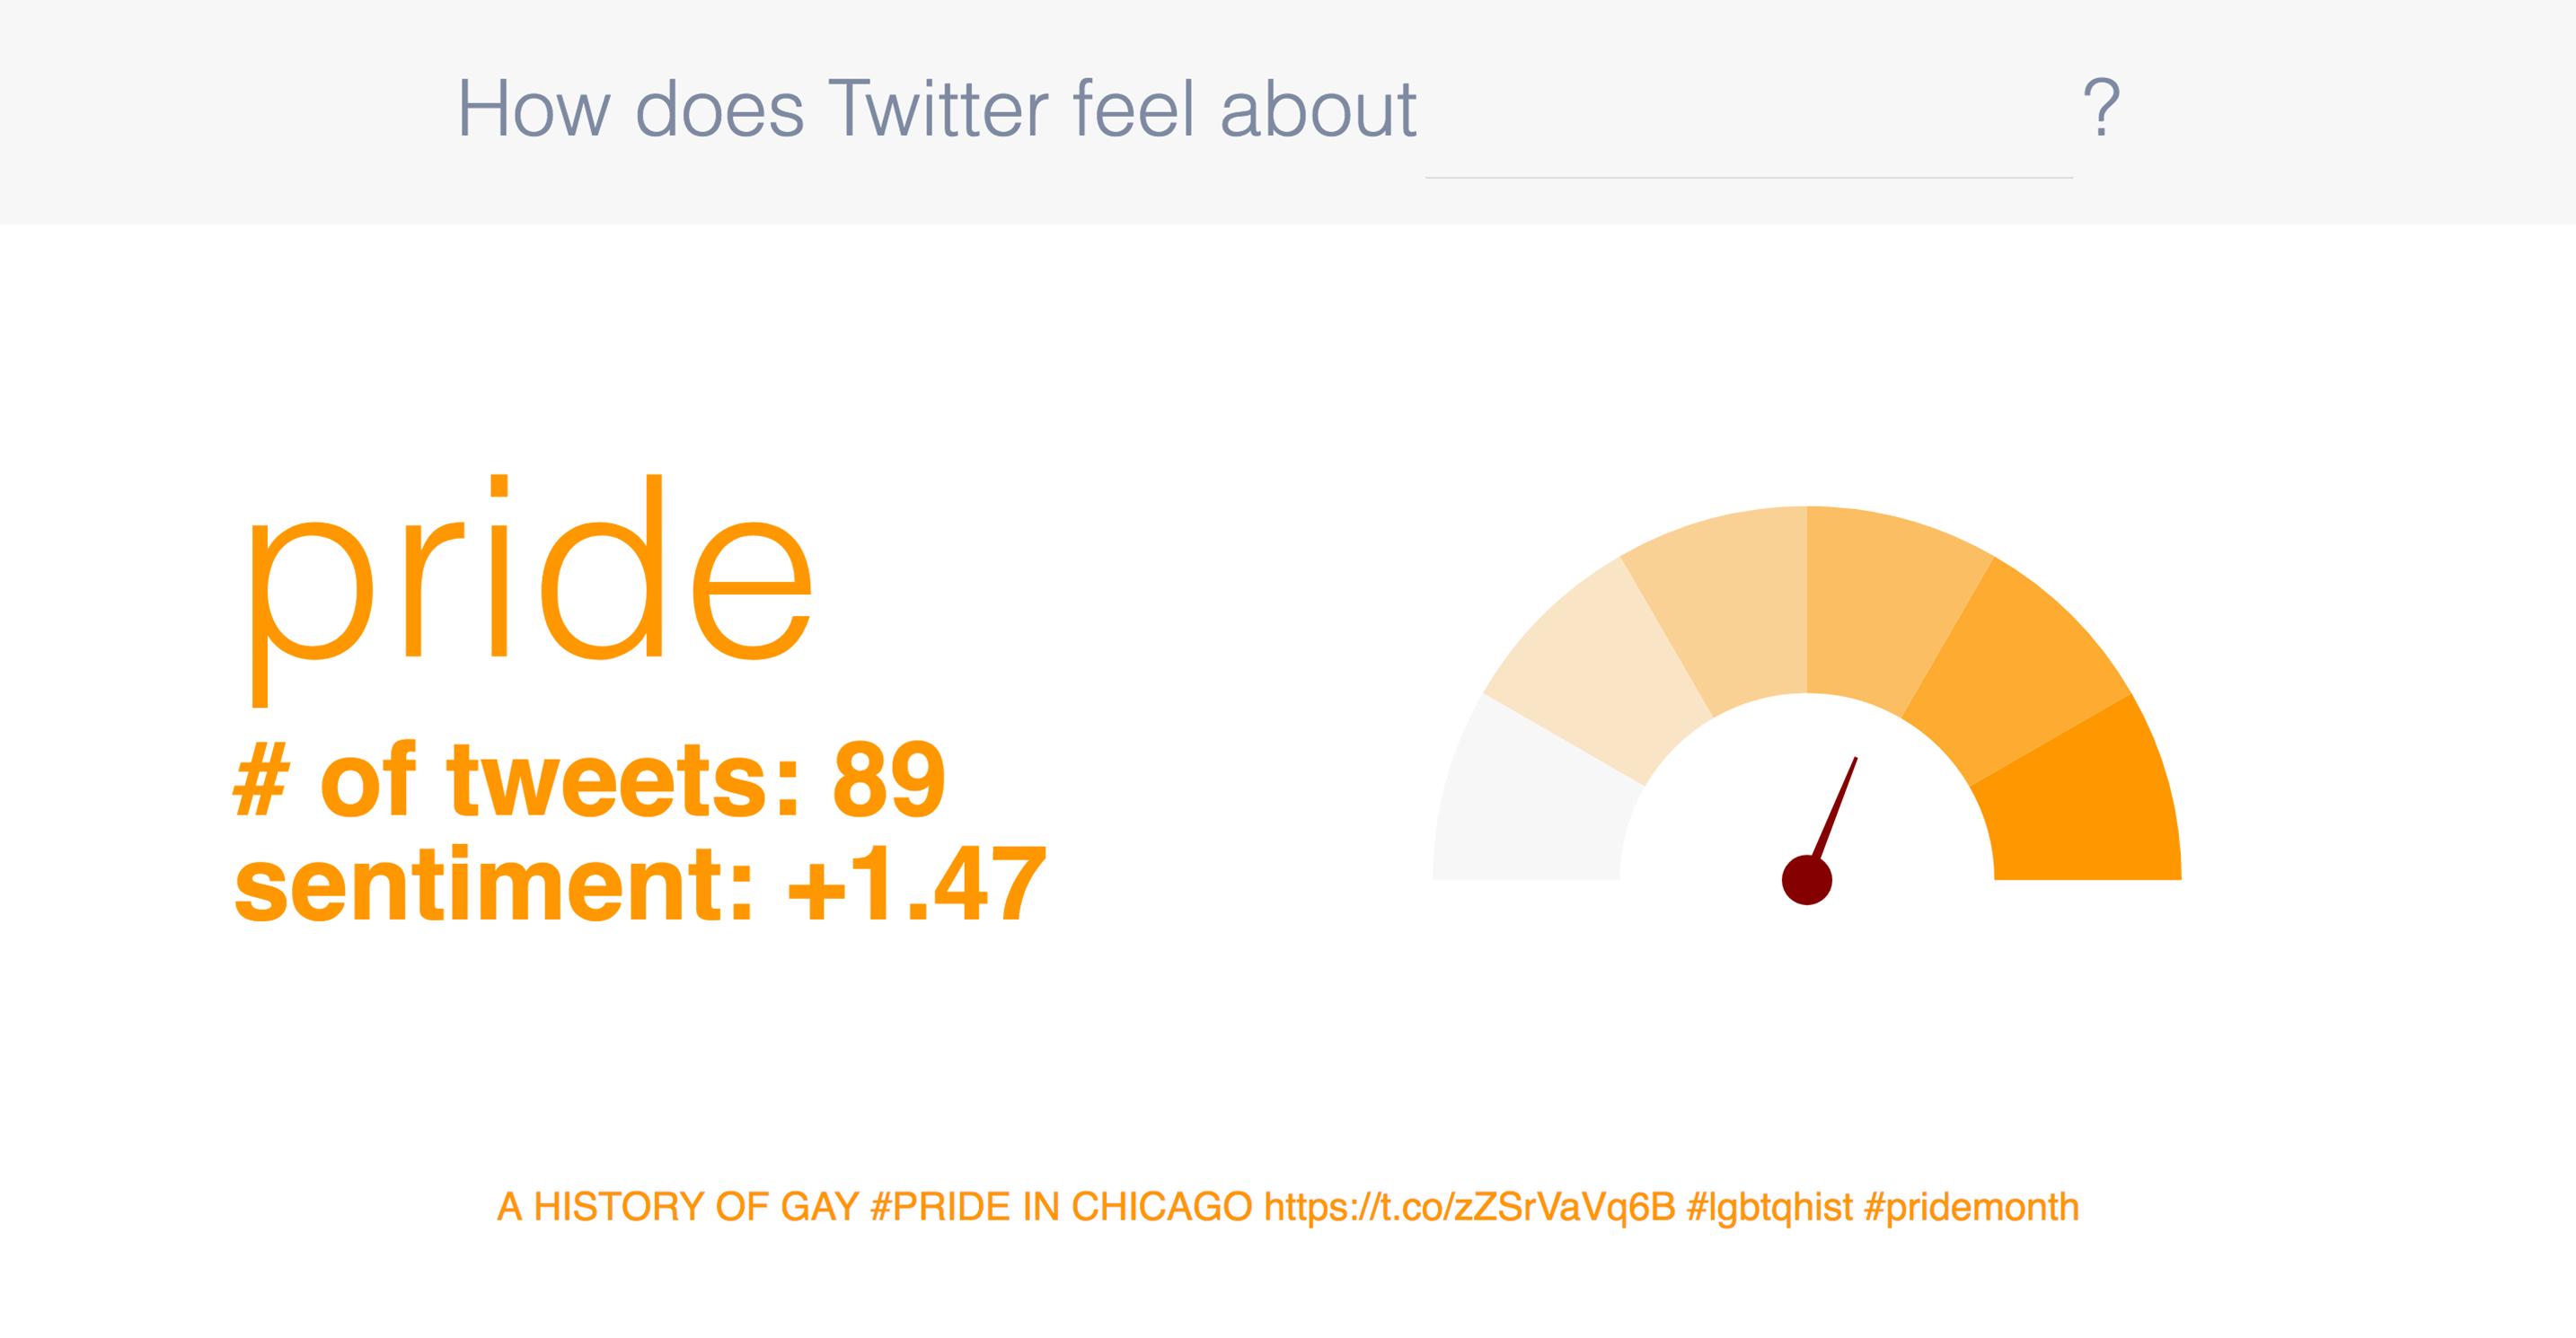 How does Twitter feel about ?
pride
# of tweets: 89
sentiment: +1.47
A HISTORY OF GAY #PRIDE IN CHICAGO https://t.co/zZSrVaVq6B #lgbtqhist #pridemonth